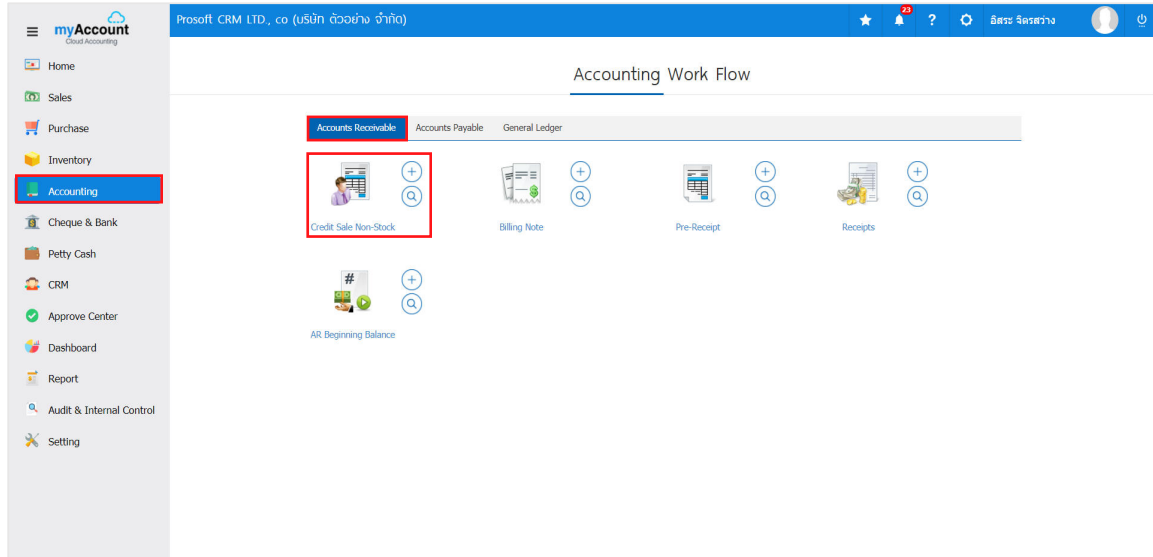 myAccount
Cloud Accounting
Prosoft CRM LTD., co (บริษัท ตัวอย่าง จำกัด)
23
?
อิสระ จิดรสว่าง
Home
Sales
Purchase
Inventory
Accounting
Cheque & Bank
Petty Cash
CRM
Approve Center
Dashboard
Report
Audit & Internal Control
Setting
Accounting Work Flow
Accounts Receivable Accounts Payable General Ledger
Credit Sale Non-Stock Billing Note Pre-Receipt Receipts
#
AR Beginning Balance